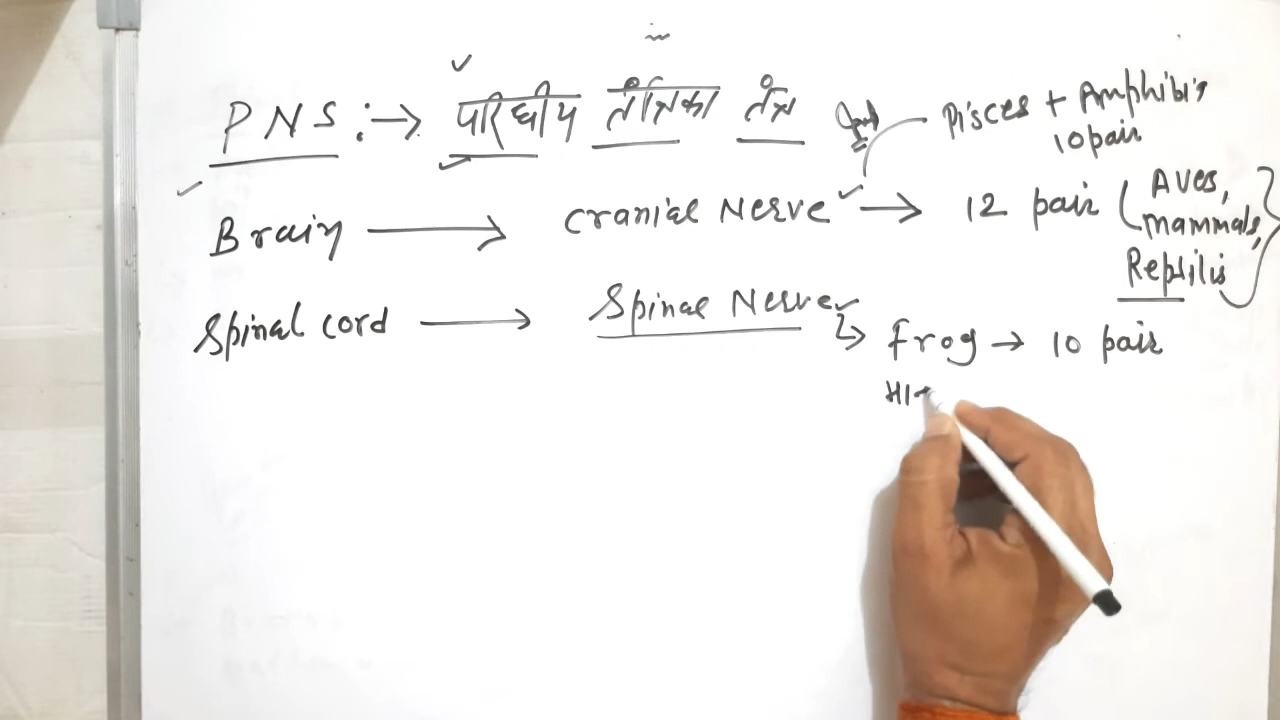 PNS :→ परिधीय तंत्रिका तंत्र
Pisces + Amphibia
10 pair
Brain → Cranial Nerve → 12 pair (Aves,
mammals,
Reptilis
Spinal cord → Spinal Nerve
Frog → 10 pair